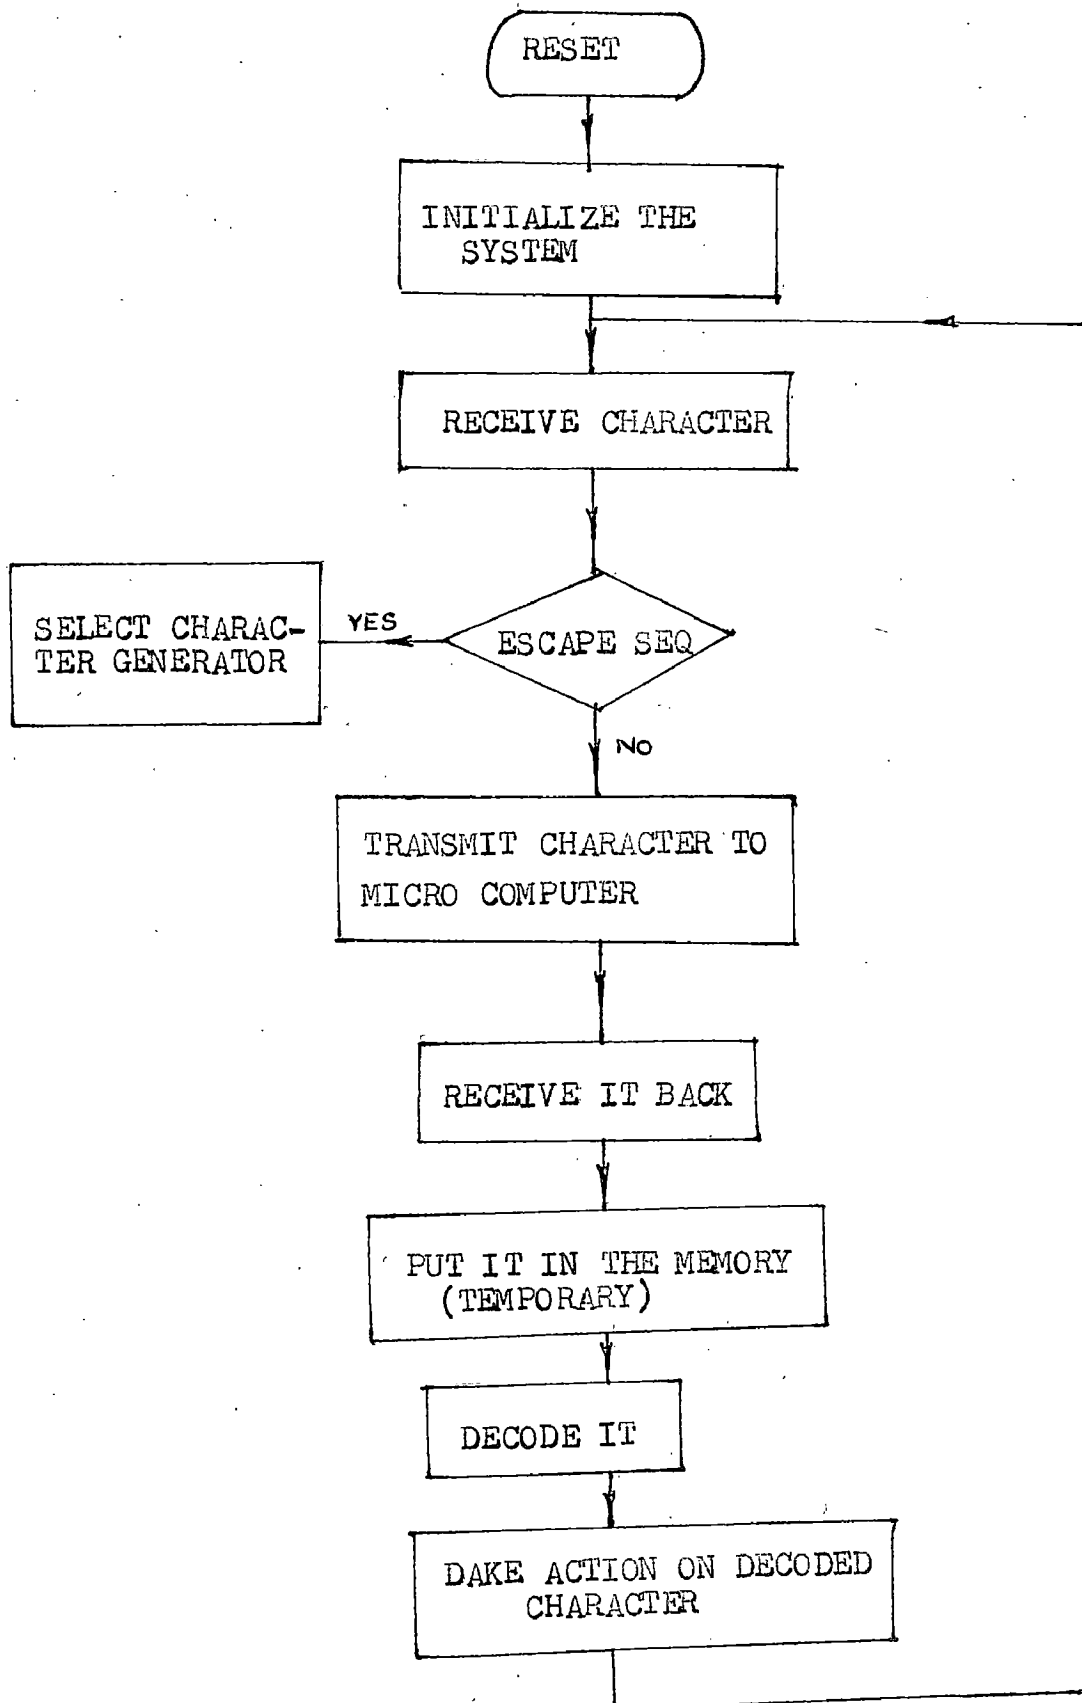 RESET
INITIALIZE THE
SYSTEM
RECEIVE CHARACTER
SELECT CHARAC-
TER GENERATOR
YES
ESCAPE SEQ
NO
TRANSMIT CHARACTER TO
MICRO COMPUTER
RECEIVE IT BACK
PUT IT IN THE MEMORY
(TEMPORARY)
DECODE IT
DAKE ACTION ON DECODED
CHARACTER